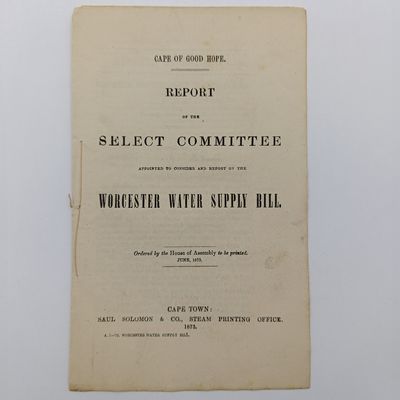 CAPE OF GOOD HOPE.
REPORT
OF THE
SELECT COMMITTEE
APPOINTED TO CONSIDER AND REPORT ON THE
WORCESTER WATER SUPPLY BILL.
Ordered by the House of Assembly to be printed.
JUNE, 1873.
CAPE TOWN:
SAUL SOLOMON & CO., STEAM PRINTING OFFICE.
1873.
WORCESTER WATER SUPPLY BILL.